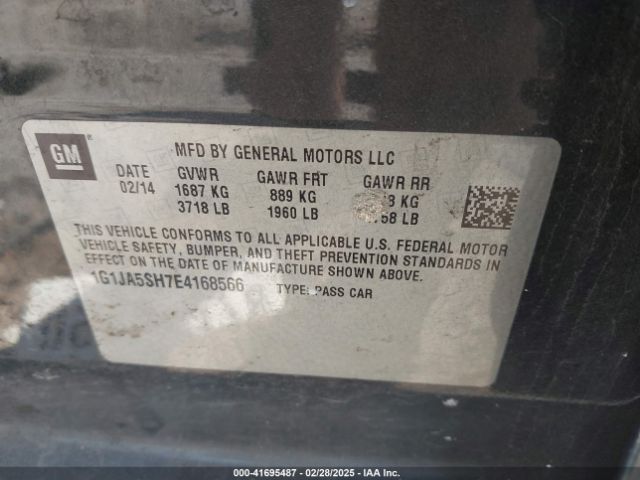 GM
MFD BY GENERAL MOTORS LLC
DATE GVWR GAWR FRT GAWR RR
02/14 1687 KG 889 KG KG
3718 LB 1960 LB LB
THIS VEHICLE CONFORMS TO ALL APPLICABLE U.S. FEDERAL MOTOR
VEHICLE SAFETY, BUMPER, AND THEFT PREVENTION STANDARDS IN
EFFECT ON THE DATE OF MANUFACTURE SHOWN ABOVE.
1G1JA5SH7E4168566 TYPE: PASS CAR
000-41695487 | 02/28/2025 - IAA Inc.